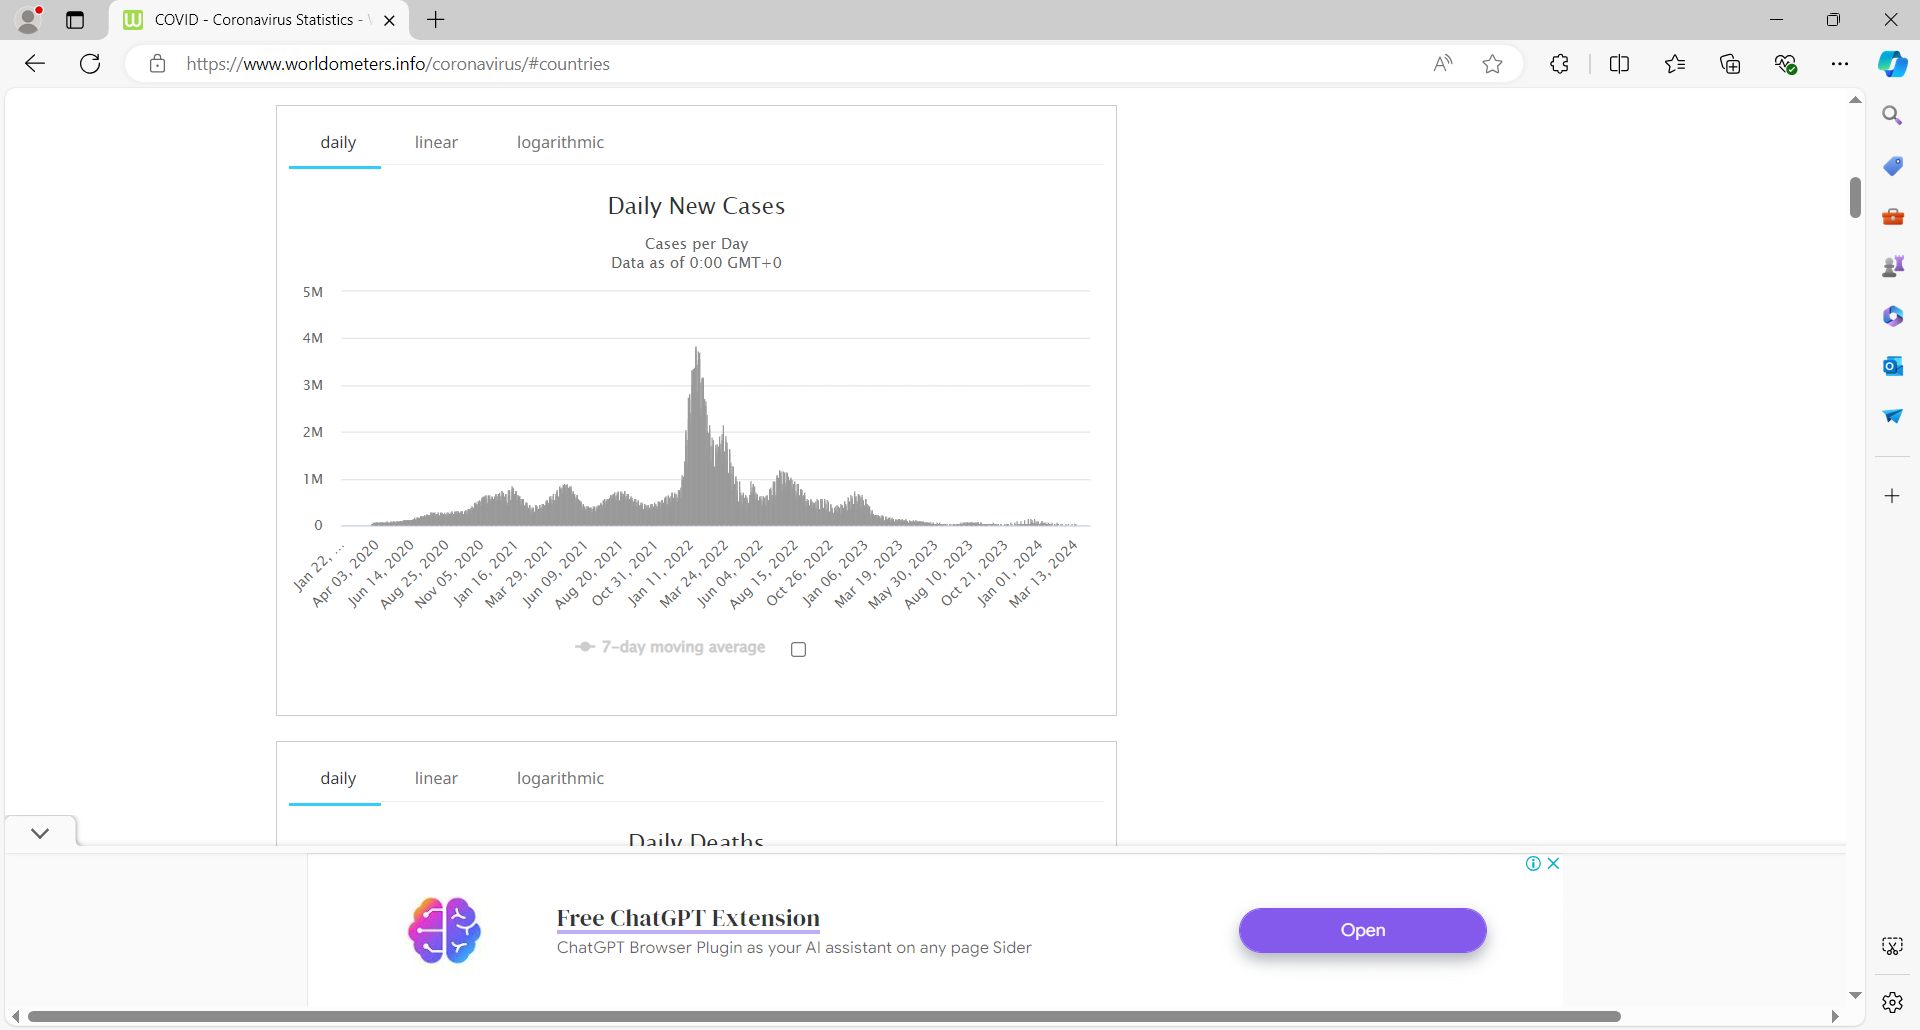 COVID - Coronavirus Statistics -
https://www.worldometers.info/coronavirus/#countries
daily linear logarithmic
Daily New Cases
Cases per Day
Data as of 0:00 GMT+0
5M
4M
3M
2M
1M
0
Jan 22, ...
Apr 03, 2020
Jun 14, 2020
Aug 25, 2020
Nov 05, 2020
Jan 16, 2021
Mar 29, 2021
Jun 09, 2021
Aug 20, 2021
Oct 31, 2021
Jan 11, 2022
Mar 24, 2022
Jun 04, 2022
Aug 15, 2022
Oct 26, 2022
Jan 06, 2023
Mar 19, 2023
May 30, 2023
Aug 10, 2023
Oct 21, 2023
Jan 01, 2024
Mar 13, 2024
7-day moving average
daily linear logarithmic
Daily Deaths
Free ChatGPT Extension
ChatGPT Browser Plugin as your AI assistant on any page Sider
Open